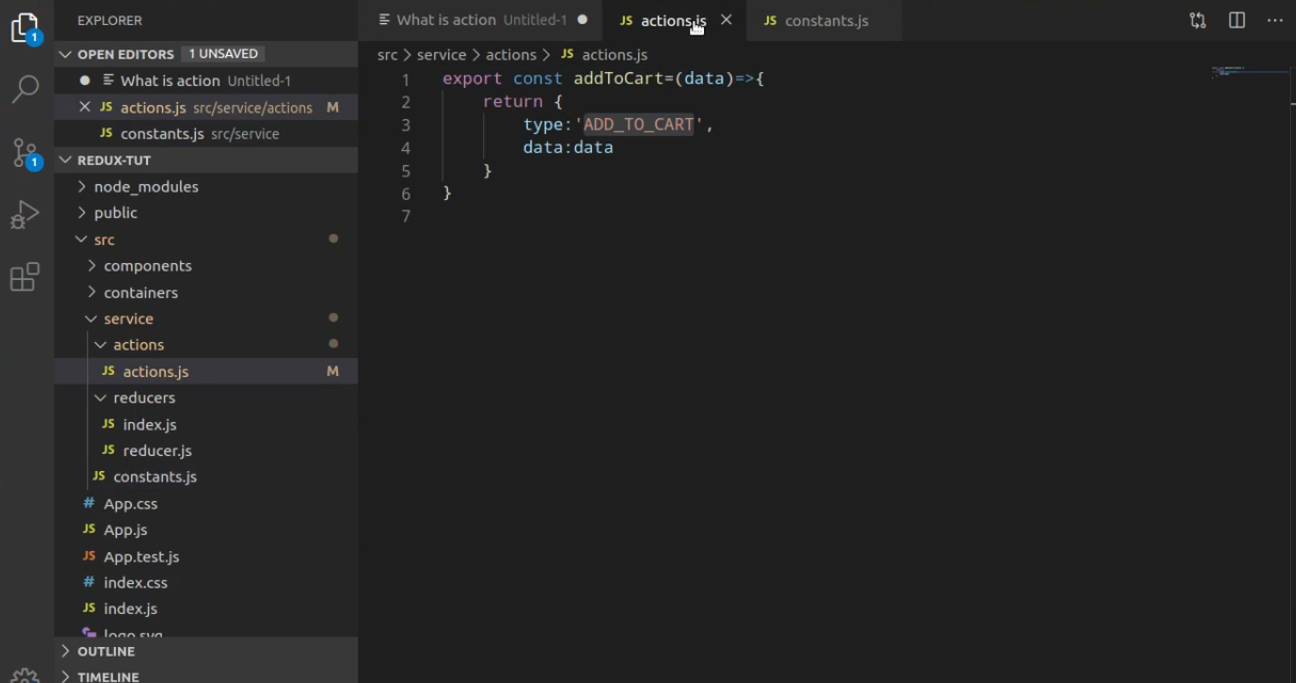 EXPLORER
What is action Untitled-1
JS actions.js
JS constants.js
OPEN EDITORS 1 UNSAVED
What is action Untitled-1
JS actions.js src/service/actions M
JS constants.js src/service
REDUX-TUT
node_modules
public
src
components
containers
service
actions
JS actions.js M
reducers
JS index.js
JS reducer.js
JS constants.js
# App.css
JS App.js
JS App.test.js
# index.css
JS index.js
logo.svg
OUTLINE
TIMELINE
1
1
src > service > actions > JS actions.js
1 export const addToCart=(data)=>{
2 return {
3 type:'ADD_TO_CART',
4 data:data
5 }
6 }
7